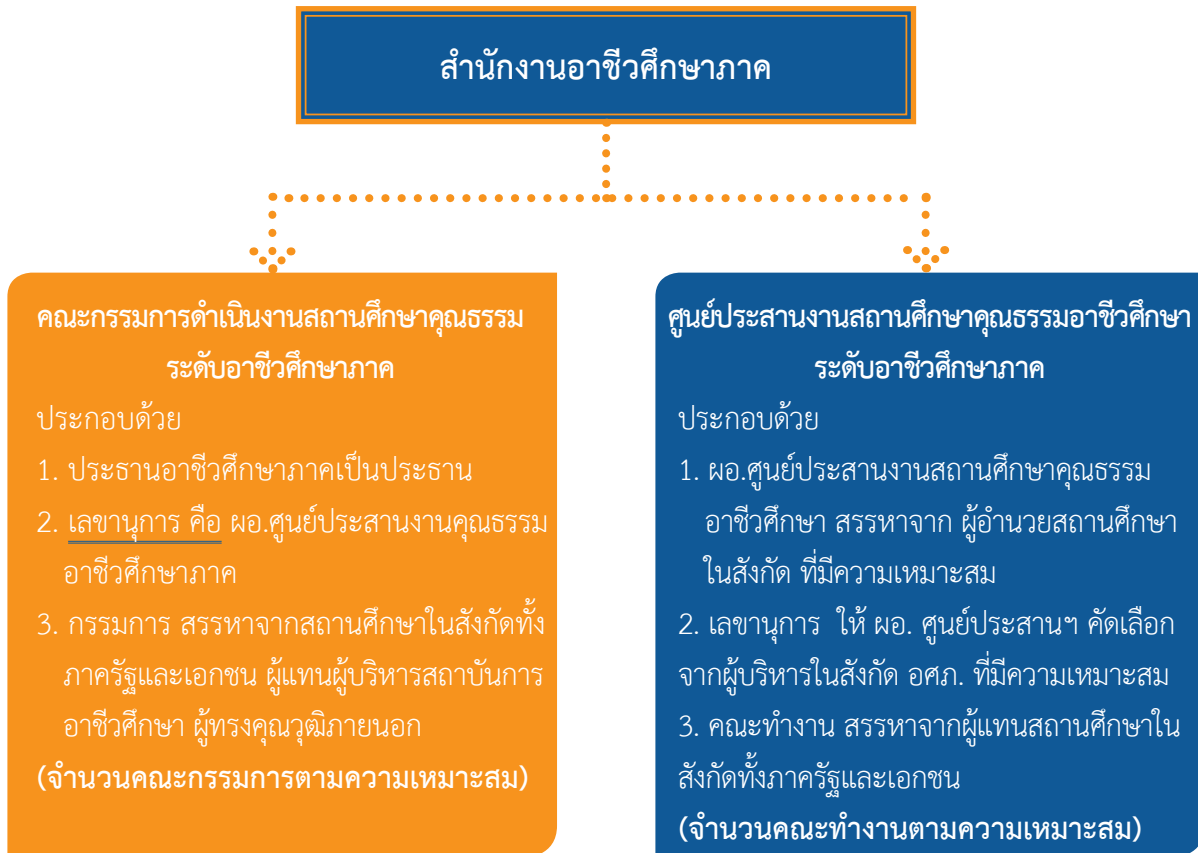 สำนักงานอาชีวศึกษาภาค
คณะกรรมการดำเนินงานสถานศึกษาคุณธรรม
ระดับอาชีวศึกษาภาค
ประกอบด้วย
1. ประธานอาชีวศึกษาภาคเป็นประธาน
2. เลขานุการ คือ ผอ.ศูนย์ประสานงานคุณธรรม
อาชีวศึกษาภาค
3. กรรมการ สรรหาจากสถานศึกษาในสังกัดทั้ง
ภาครัฐและเอกชน ผู้แทนผู้บริหารสถาบันการ
อาชีวศึกษา ผู้ทรงคุณวุฒิภายนอก
(จำนวนคณะกรรมการตามความเหมาะสม)
ศูนย์ประสานงานสถานศึกษาคุณธรรมอาชีวศึกษา
ระดับอาชีวศึกษาภาค
ประกอบด้วย
1. ผอ.ศูนย์ประสานงานสถานศึกษาคุณธรรม
อาชีวศึกษา สรรหาจาก ผู้อำนวยสถานศึกษา
ในสังกัด ที่มีความเหมาะสม
2. เลขานุการ ให้ ผอ. ศูนย์ประสานฯ คัดเลือก
จากผู้บริหารในสังกัด อศภ. ที่มีความเหมาะสม
3. คณะทำงาน สรรหาจากผู้แทนสถานศึกษาใน
สังกัดทั้งภาครัฐและเอกชน
(จำนวนคณะทำงานตามความเหมาะสม)